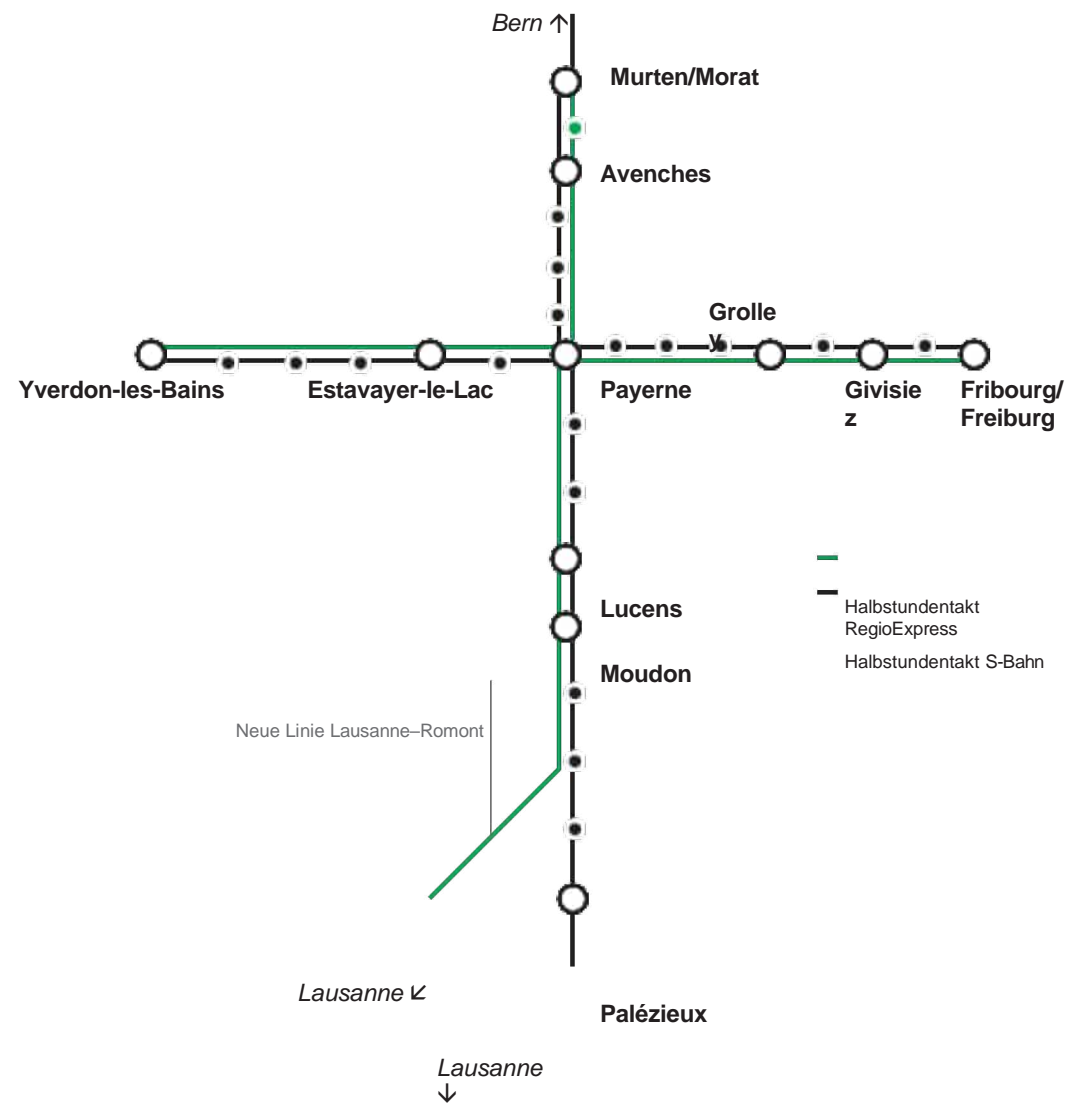 Bern ↑
Murten/Morat
Avenches
Grolle
y
Yverdon-les-Bains
Estavayer-le-Lac
Payerne
Givisie
z
Fribourg/
Freiburg
Lucens
Halbstundentakt
RegioExpress
Halbstundentakt S-Bahn
Moudon
Neue Linie Lausanne–Romont
Lausanne ↙
Palézieux
Lausanne
↓